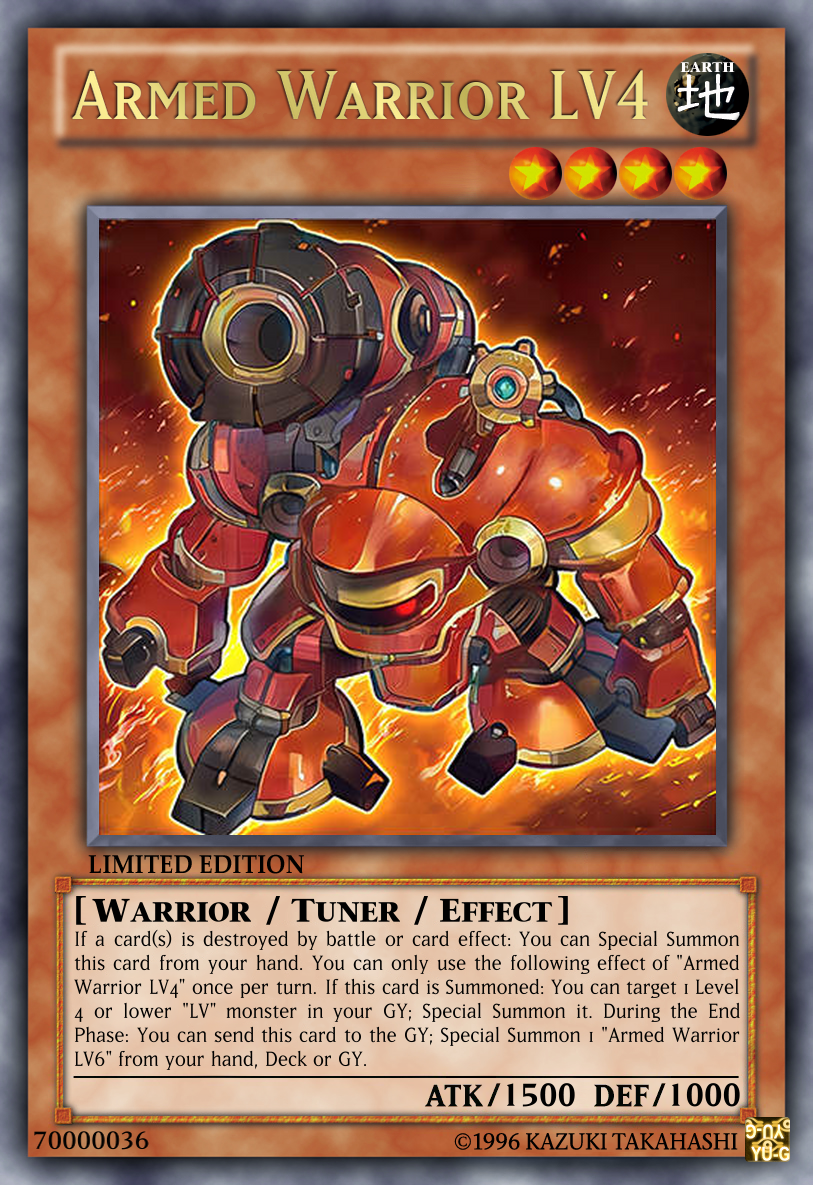 ARMED WARRIOR LV4
EARTH
地
LIMITED EDITION
[ WARRIOR / TUNER / EFFECT ]
If a card(s) is destroyed by battle or card effect: You can Special Summon
this card from your hand. You can only use the following effect of "Armed
Warrior LV4" once per turn. If this card is Summoned: You can target 1 Level
4 or lower "LV" monster in your GY; Special Summon it. During the End
Phase: You can send this card to the GY; Special Summon 1 "Armed Warrior
LV6" from your hand, Deck or GY.
ATK/1500 DEF/1000
70000036
©1996 KAZUKI TAKAHASHI